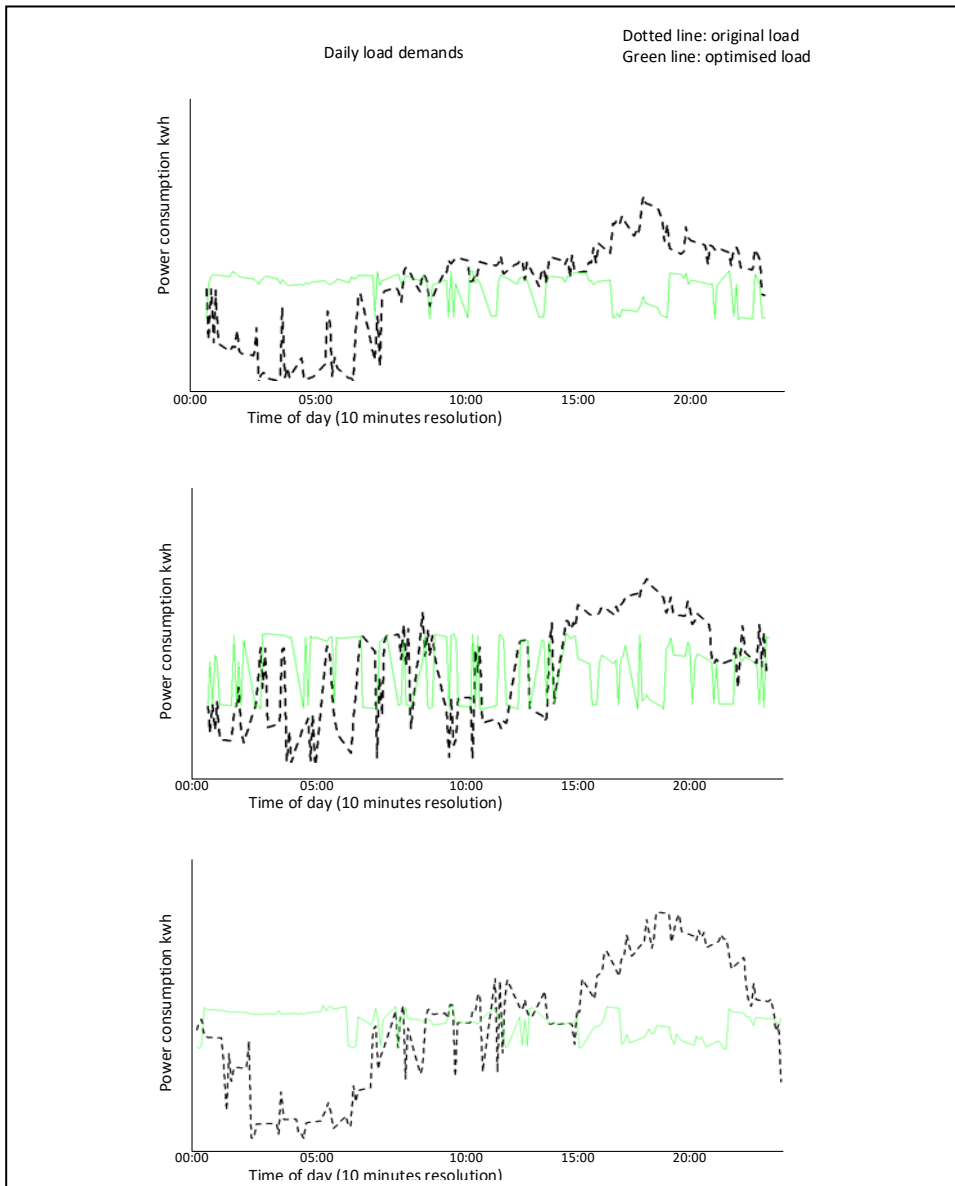 Daily load demands
Dotted line: original load
Green line: optimised load
Power consumption kwh
00:00 05:00 10:00 15:00 20:00
Time of day (10 minutes resolution)
Power consumption kwh
00:00 05:00 10:00 15:00 20:00
Time of day (10 minutes resolution)
Power consumption kwh
00:00 05:00 10:00 15:00 20:00
Time of day (10 minutes resolution)